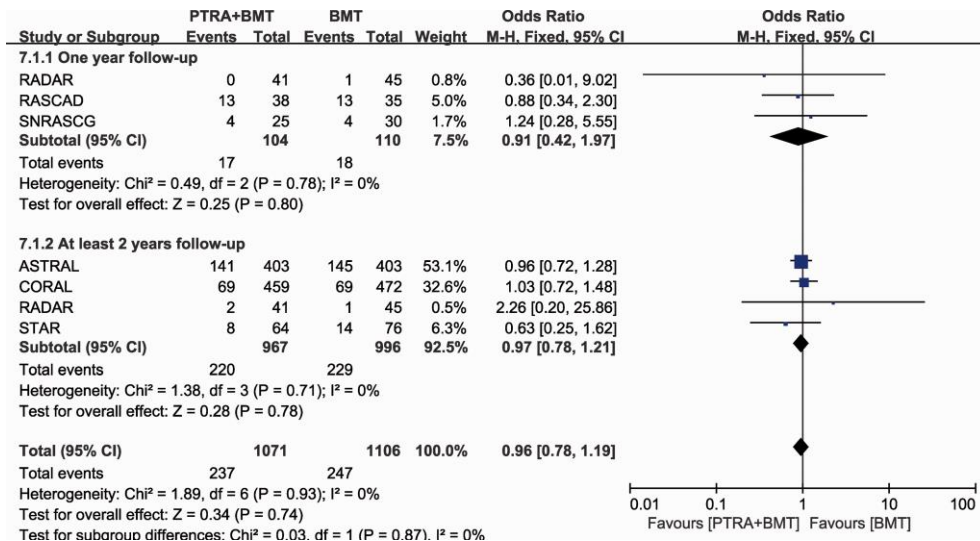 PTRA+BMT BMT Odds Ratio Odds Ratio
Study or Subgroup Events Total Events Total Weight M-H. Fixed. 95% CI M-H. Fixed. 95% CI
7.1.1 One year follow-up
RADAR 0 41 1 45 0.8% 0.36 [0.01, 9.02]
RASCAD 13 38 13 35 5.0% 0.88 [0.34, 2.30]
SNRASCG 4 25 4 30 1.7% 1.24 [0.28, 5.55]
Subtotal (95% CI) 104 110 7.5% 0.91 [0.42, 1.97]
Total events 17 18
Heterogeneity: Chi² = 0.49, df = 2 (P = 0.78); I² = 0%
Test for overall effect: Z = 0.25 (P = 0.80)
7.1.2 At least 2 years follow-up
ASTRAL 141 403 145 403 53.1% 0.96 [0.72, 1.28]
CORAL 69 459 69 472 32.6% 1.03 [0.72, 1.48]
RADAR 2 41 1 45 0.5% 2.26 [0.20, 25.86]
STAR 8 64 14 76 6.3% 0.63 [0.25, 1.62]
Subtotal (95% CI) 967 996 92.5% 0.97 [0.78, 1.21]
Total events 220 229
Heterogeneity: Chi² = 1.38, df = 3 (P = 0.71); I² = 0%
Test for overall effect: Z = 0.28 (P = 0.78)
Total (95% CI) 1071 1106 100.0% 0.96 [0.78, 1.19]
Total events 237 247
Heterogeneity: Chi² = 1.89, df = 6 (P = 0.93); I² = 0%
Test for overall effect: Z = 0.34 (P = 0.74)
Test for subgroup differences: Chi² = 0.03, df = 1 (P = 0.87), I² = 0%
0.01 0.1 1 10 100
Favours [PTRA+BMT] Favours [BMT]